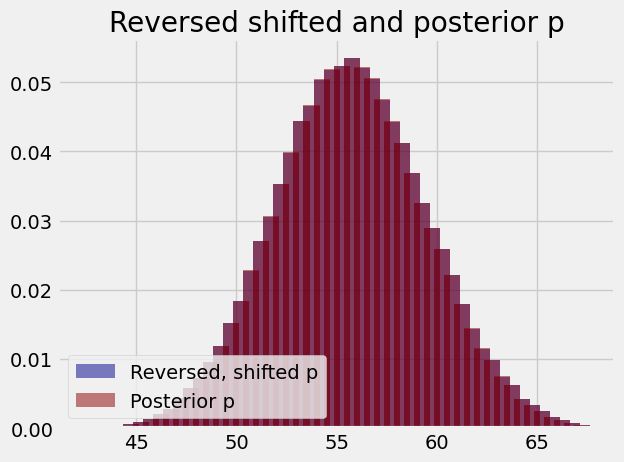 Reversed shifted and posterior p
0.05
0.04
0.03
0.02
0.01
0.00
Reversed, shifted p
Posterior p
45 50 55 60 65